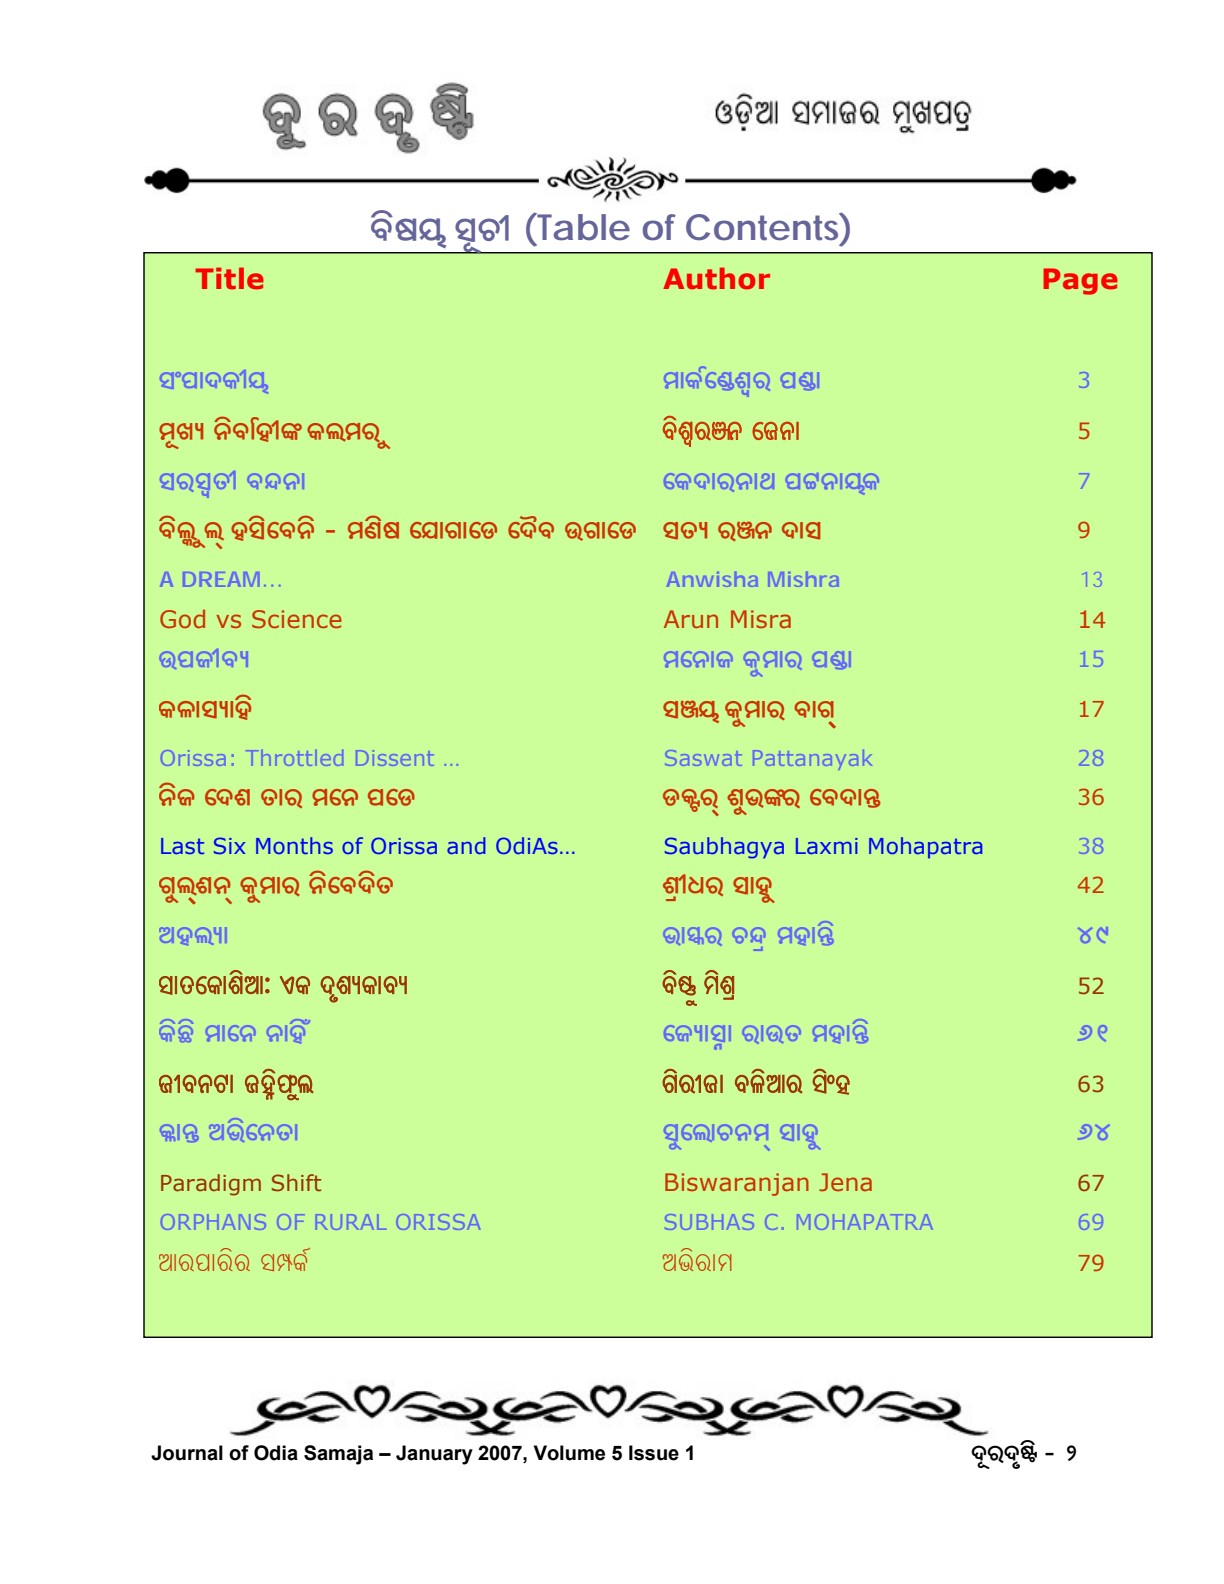 ଦୂରଦୃଷ୍ଟି ଓଡ଼ିଆ ସମାଜର ମୁଖପତ୍ର
ବିଷୟ ସୂଚୀ (Table of Contents)
Title Author Page
ସଂପାଦକୀୟ ମାର୍କଣ୍ଡେଶ୍ୱର ପଣ୍ଡା 3
ମୂଖ୍ୟ ନିର୍ବାହୀଙ୍କ କଲମରୁ ବିଶ୍ୱରଞ୍ଜନ ଜେନା 5
ସରସ୍ୱତୀ ବନ୍ଦନା କେଦାରନାଥ ପଟ୍ଟନାୟକ 7
ବିଲ୍କୁଲ୍ ହସିବେନି - ମଣିଷ ଯୋଗାଡେ ଦୈବ ଉଗାଡେ ସତ୍ୟ ରଞ୍ଜନ ଦାସ 9
A DREAM... Anwisha Mishra 13
God vs Science Arun Misra 14
ଉପଜୀବ୍ୟ ମନୋଜ କୁମାର ପଣ୍ଡା 15
କଳାସ୍ୟାହି ସଞ୍ଜୟ କୁମାର ବାଗ୍ 17
Orissa: Throttled Dissent … Saswat Pattanayak 28
ନିଜ ଦେଶ ତାର ମନେ ପଡେ ଡକ୍ଟର୍ ଶୁଭଙ୍କର ବେଦାନ୍ତ 36
Last Six Months of Orissa and OdiAs… Saubhagya Laxmi Mohapatra 38
ଗୁଲ୍‌ଶନ୍ କୁମାର ନିବେଦିତ ଶ୍ରୀଧର ସାହୁ 42
ଅହଲ୍ୟା ଭାସ୍କର ଚନ୍ଦ୍ର ମହାନ୍ତି ୪୯
ସାତକୋଶିଆ: ଏକ ଦୃଶ୍ୟକାବ୍ୟ ବିଷ୍ଣୁ ମିଶ୍ର 52
କିଛି ମାନେ ନାହିଁ ଜ୍ୟୋସ୍ନା ରାଉତ ମହାନ୍ତି ୬୧
ଜୀବନଟା ଜହ୍ନିଫୁଲ ଗିରୀଜା ବଳିଆର ସିଂହ 63
କ୍ଳାନ୍ତ ଅଭିନେତା ସୁଲୋଚନମ୍ ସାହୁ ୬୪
Paradigm Shift Biswaranjan Jena 67
ORPHANS OF RURAL ORISSA SUBHAS C. MOHAPATRA 69
ଆରପାରିର ସମ୍ପର୍କ ଅଭିରାମ 79
Journal of Odia Samaja – January 2007, Volume 5 Issue 1 ଦୂରଦୃଷ୍ଟି - ୨